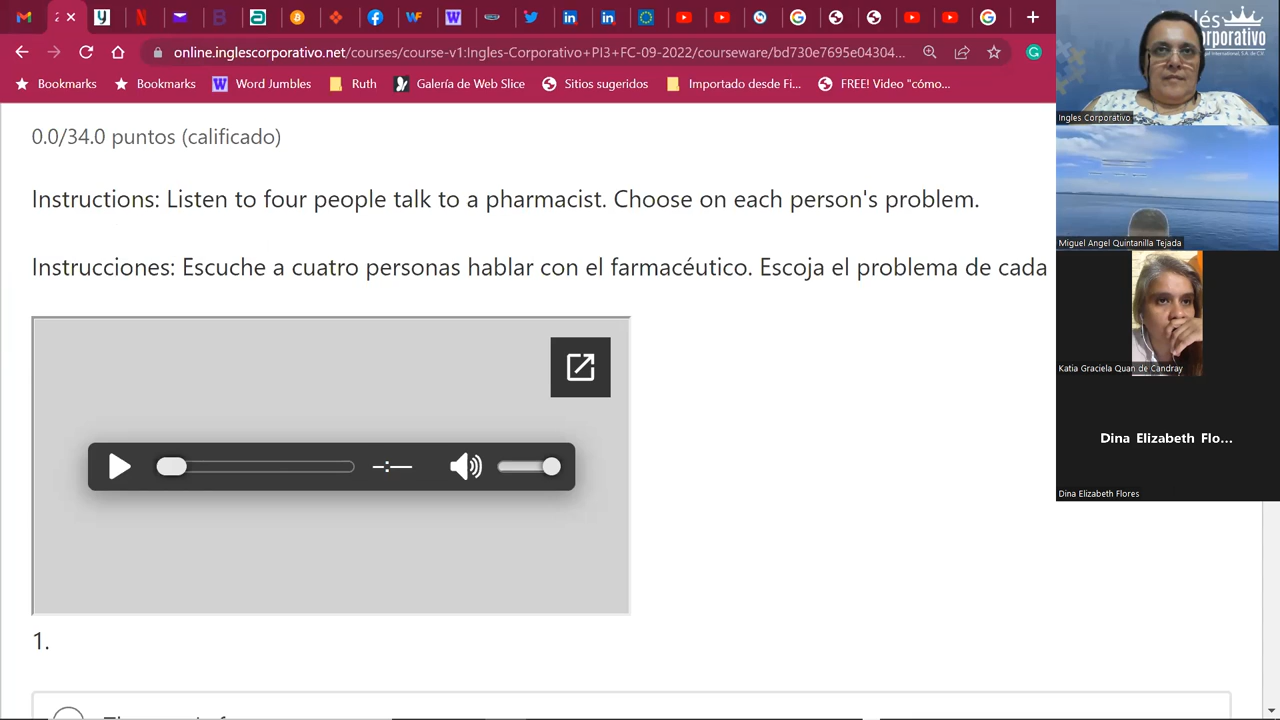 online.inglescorporativo.net/courses/course-v1:Ingles-Corporativo+PI3+FC-09-2022/courseware/bd730e7695e04304...
Bookmarks
Bookmarks
Word Jumbles
Ruth
Galería de Web Slice
Sitios sugeridos
Importado desde Fi...
FREE! Video "cómo...
0.0/34.0 puntos (calificado)
Instructions: Listen to four people talk to a pharmacist. Choose on each person's problem.
Instrucciones: Escuche a cuatro personas hablar con el farmacéutico. Escoja el problema de cada
--:--
1.
Ingles Corporativo
Miguel Angel Quintanilla Tejada
Katia Graciela Quan de Candray
Dina Elizabeth Flo...
Dina Elizabeth Flores